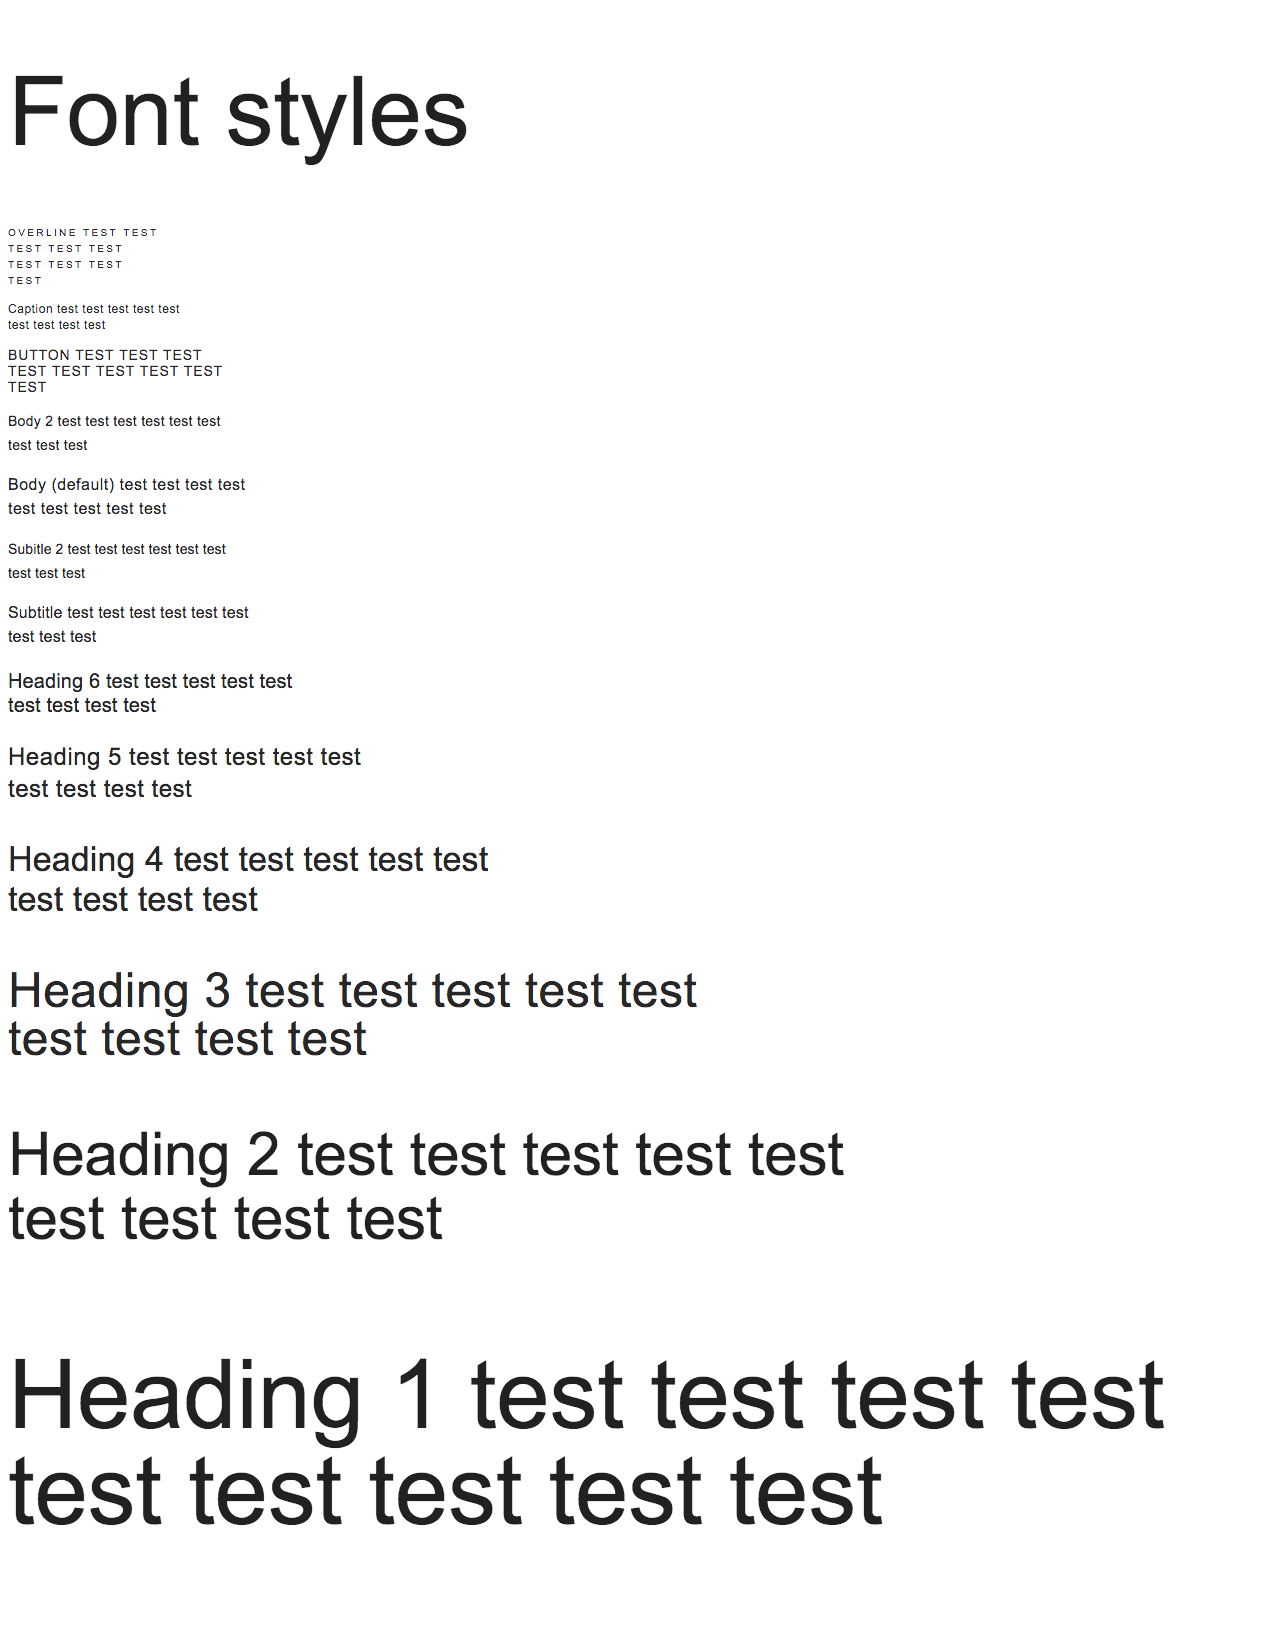 Font styles
OVERLINE TEST TEST
TEST TEST TEST
TEST TEST TEST
TEST
Caption test test test test test
test test test test
BUTTON TEST TEST TEST
TEST TEST TEST TEST TEST
TEST
Body 2 test test test test test test
test test test
Body (default) test test test test
test test test test test
Subitle 2 test test test test test test
test test test
Subtitle test test test test test test
test test test
Heading 6 test test test test test
test test test test
Heading 5 test test test test test
test test test test
Heading 4 test test test test test
test test test test
Heading 3 test test test test test
test test test test
Heading 2 test test test test test
test test test test
Heading 1 test test test test
test test test test test